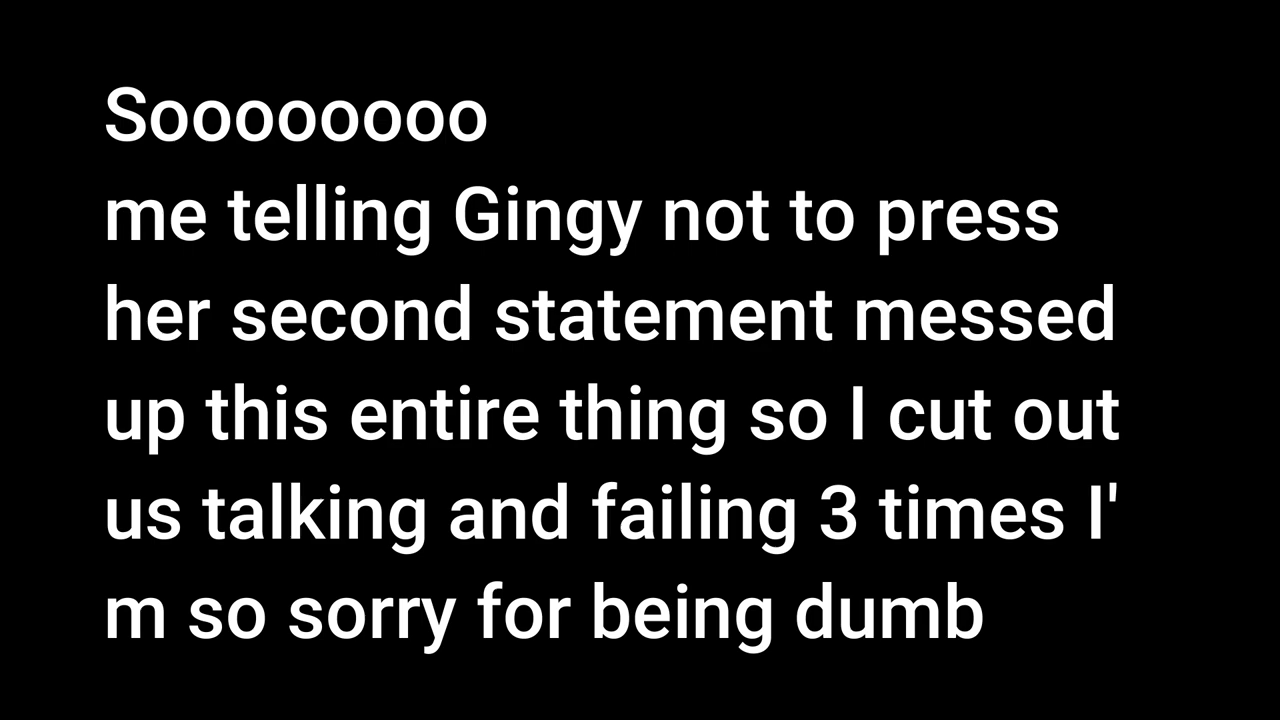 Soooooooo
me telling Gingy not to press
her second statement messed
up this entire thing so I cut out
us talking and failing 3 times I'
m so sorry for being dumb